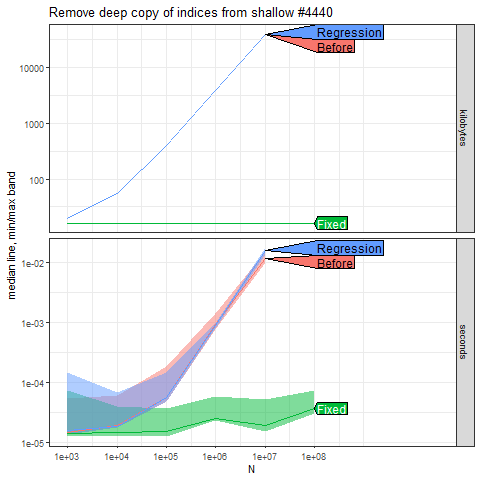 Remove deep copy of indices from shallow #4440
median line, min/max band
10000
1000
100
Regression
Before
Fixed
kilobytes
1e-02
1e-03
1e-04
1e-05
Regression
Before
Fixed
seconds
1e+03 1e+04 1e+05 1e+06 1e+07 1e+08
N